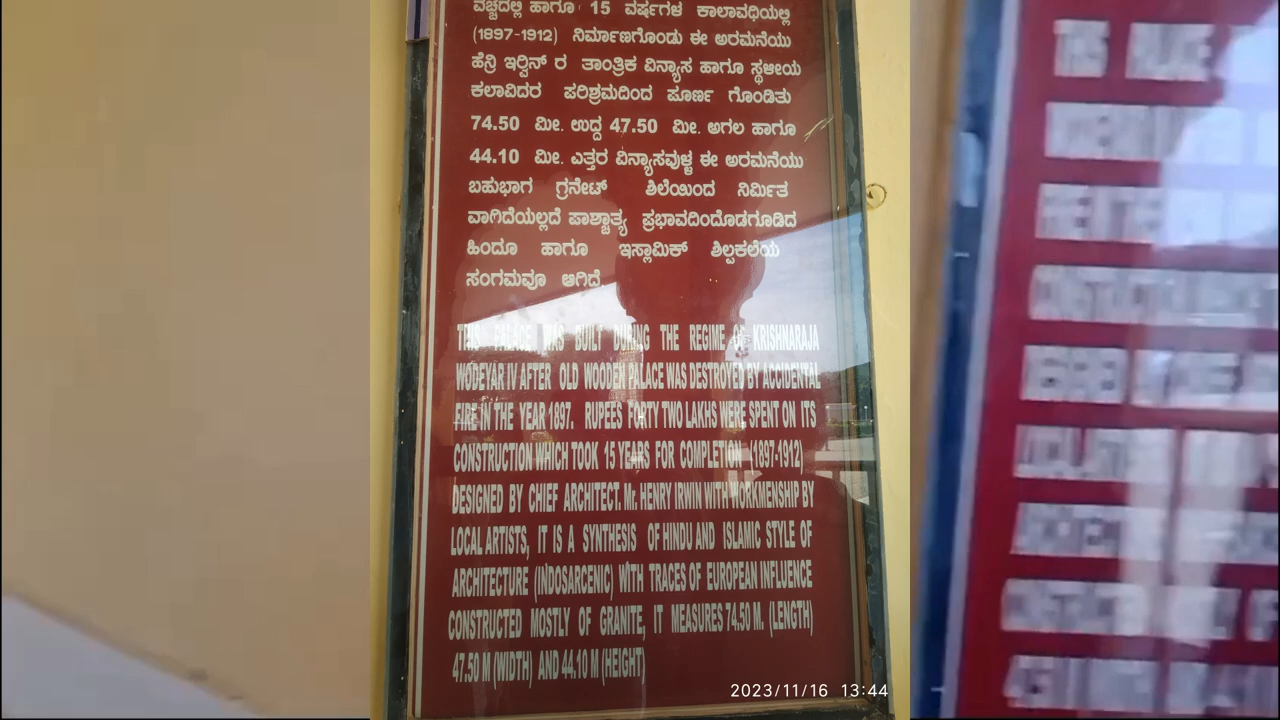 ವೆಚ್ಚದಲ್ಲಿ ಹಾಗೂ 15 ವರ್ಷಗಳ ಕಾಲಾವಧಿಯಲ್ಲಿ
(1897-1912) ನಿರ್ಮಾಣಗೊಂಡು ಈ ಅರಮನೆಯು
ಹೆನ್ರಿ ಇರ್‍ವಿನ್ ರ ತಾಂತ್ರಿಕ ವಿನ್ಯಾಸ ಹಾಗೂ ಸ್ಥಳೀಯ
ಕಲಾವಿದರ ಪರಿಶ್ರಮದಿಂದ ಪೂರ್ಣ ಗೊಂಡಿತು
74.50 ಮೀ. ಉದ್ದ 47.50 ಮೀ. ಅಗಲ ಹಾಗೂ
44.10 ಮೀ. ಎತ್ತರ ವಿನ್ಯಾಸವುಳ್ಳ ಈ ಅರಮನೆಯು
ಬಹುಭಾಗ ಗ್ರನೇಟ್ ಶಿಲೆಯಿಂದ ನಿರ್ಮಿತ
ವಾಗಿದೆಯಲ್ಲದೆ ಪಾಶ್ಚಾತ್ಯ ಪ್ರಭಾವದಿಂದೊಡಗೂಡಿದ
ಹಿಂದೂ ಹಾಗೂ ಇಸ್ಲಾಮಿಕ್ ಶಿಲ್ಪಕಲೆಯ
ಸಂಗಮವೂ ಆಗಿದೆ.
THIS PALACE WAS BUILT DURING THE REGIME OF KRISHNARAJA
WODEYAR IV AFTER OLD WOODEN PALACE WAS DESTROYED BY ACCIDENTAL
FIRE IN THE YEAR 1897. RUPEES FORTY TWO LAKHS WERE SPENT ON ITS
CONSTRUCTION WHICH TOOK 15 YEARS FOR COMPLETION (1897-1912)
DESIGNED BY CHIEF ARCHITECT. Mr. HENRY IRWIN WITH WORKMENSHIP BY
LOCAL ARTISTS, IT IS A SYNTHESIS OF HINDU AND ISLAMIC STYLE OF
ARCHITECTURE (INDOSARCENIC) WITH TRACES OF EUROPEAN INFLUENCE
CONSTRUCTED MOSTLY OF GRANITE, IT MEASURES 74.50 M. (LENGTH)
47.50 M (WIDTH) AND 44.10 M (HEIGHT)
2023/11/16 13:44